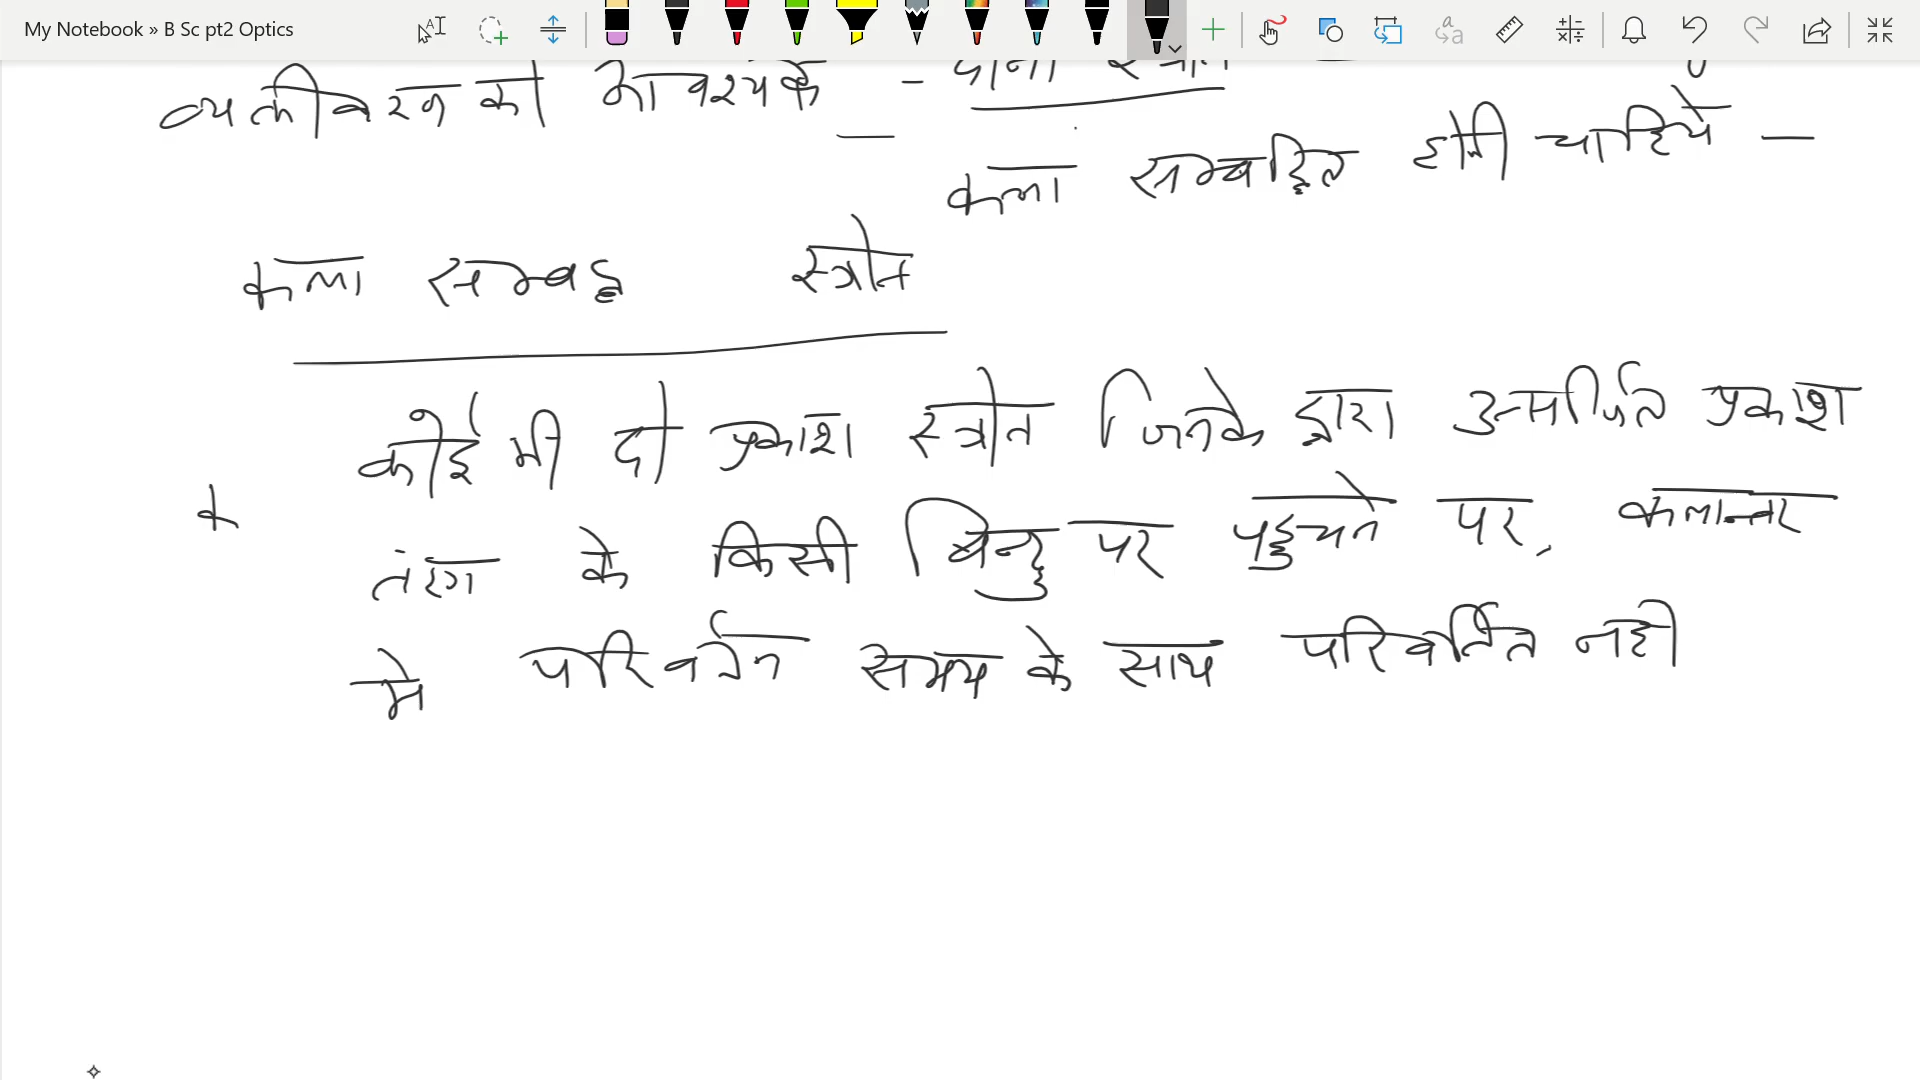 My Notebook » B Sc pt2 Optics
व्यतीकरण की आवश्यक - दोनो स्त्रोत
कला सम्बद्धित होनी चाहिये —
कला सम्बद्ध स्त्रोत
कोई भी दो प्रकाश स्त्रोत जिनके द्वारा उत्सर्जित प्रकाश
के
तंरग के किसी बिन्दु पर पहुचने पर, कलान्तर
मे परिवर्तन समय के साथ परिवर्तित नही